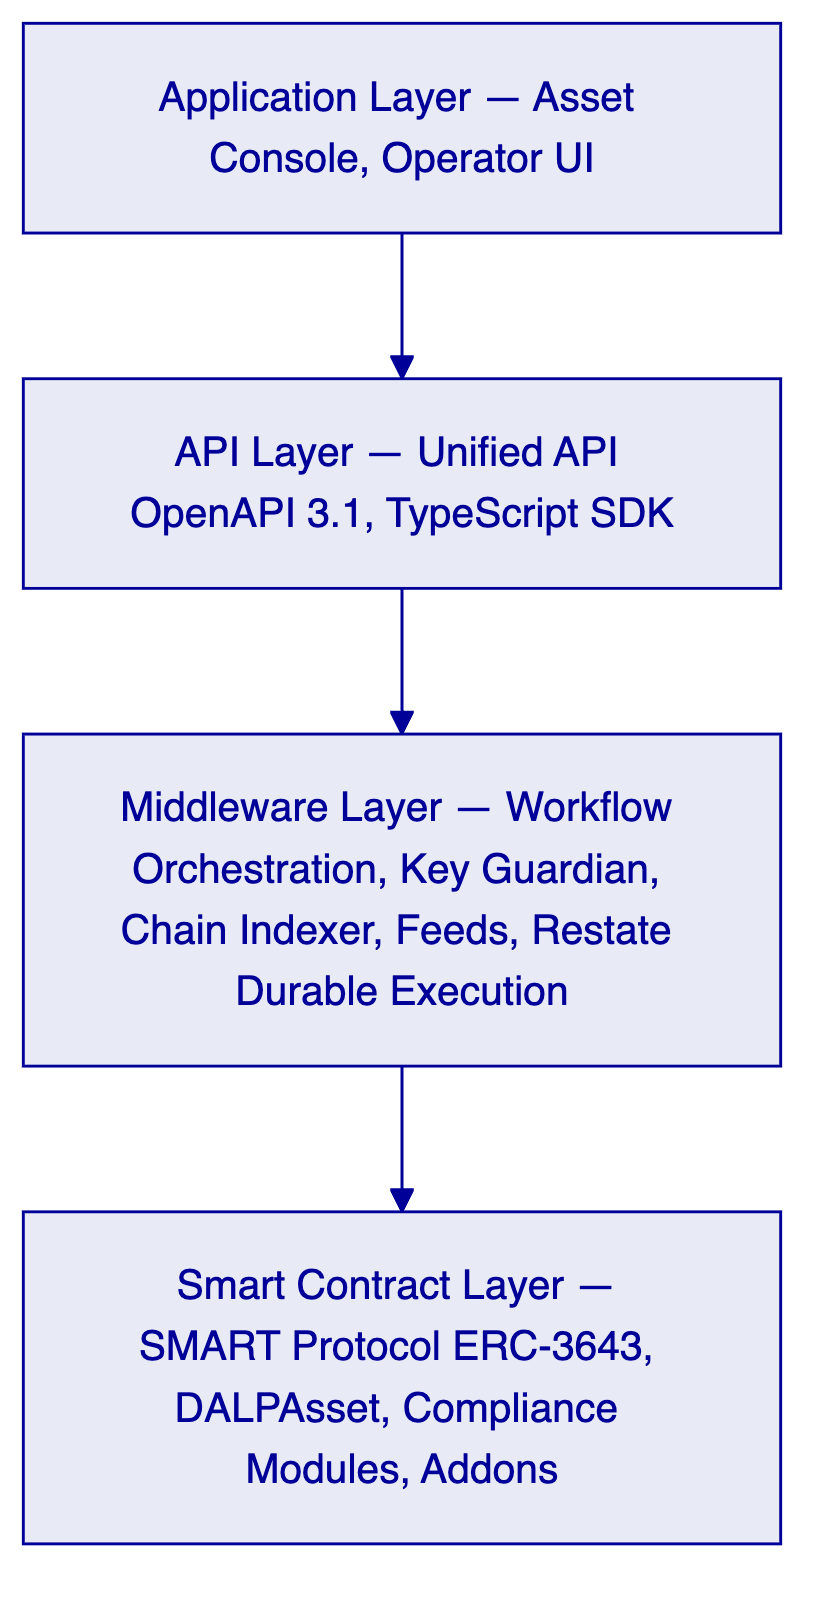 Application Layer — Asset
Console, Operator UI
API Layer — Unified API
OpenAPI 3.1, TypeScript SDK
Middleware Layer — Workflow
Orchestration, Key Guardian,
Chain Indexer, Feeds, Restate
Durable Execution
Smart Contract Layer —
SMART Protocol ERC-3643,
DALPAsset, Compliance
Modules, Addons